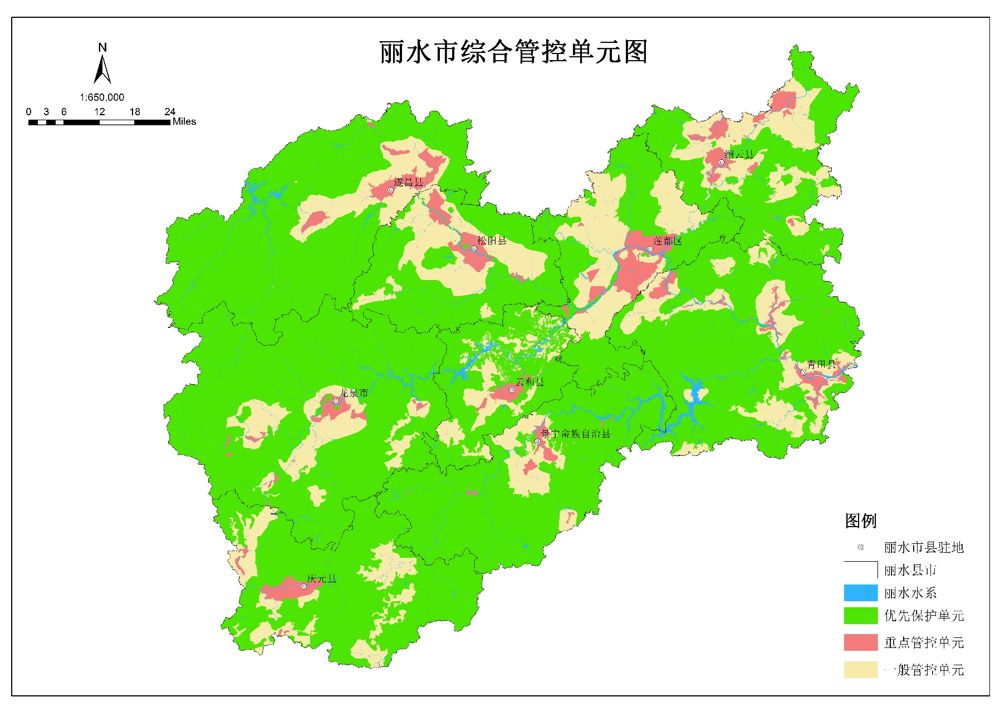 丽水市综合管控单元图
N
1:650,000
0 3 6 12 18 24
Miles
缙云县
遂昌县
松阳县
莲都区
青田县
云和县
龙泉市
景宁畲族自治县
庆元县
图例
丽水市县驻地
丽水县市
丽水水系
优先保护单元
重点管控单元
一般管控单元